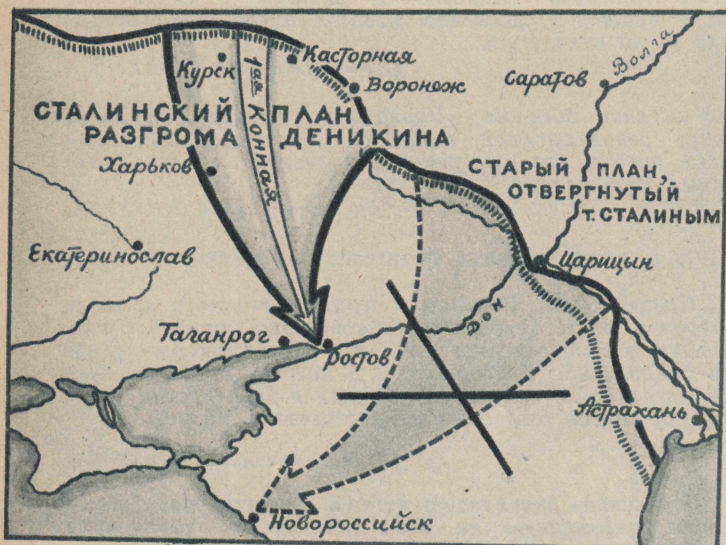 Курск
Касторная
Воронеж
Саратов
Волга
1ая Конная
СТАЛИНСКИЙ ПЛАН
РАЗГРОМА ДЕНИКИНА
Харьков
СТАРЫЙ ПЛАН,
ОТВЕРГНУТЫЙ
Т. СТАЛИНЫМ
Екатеринослав
Царицын
Дон
Таганрог
Ростов
Астрахань
Новороссийск